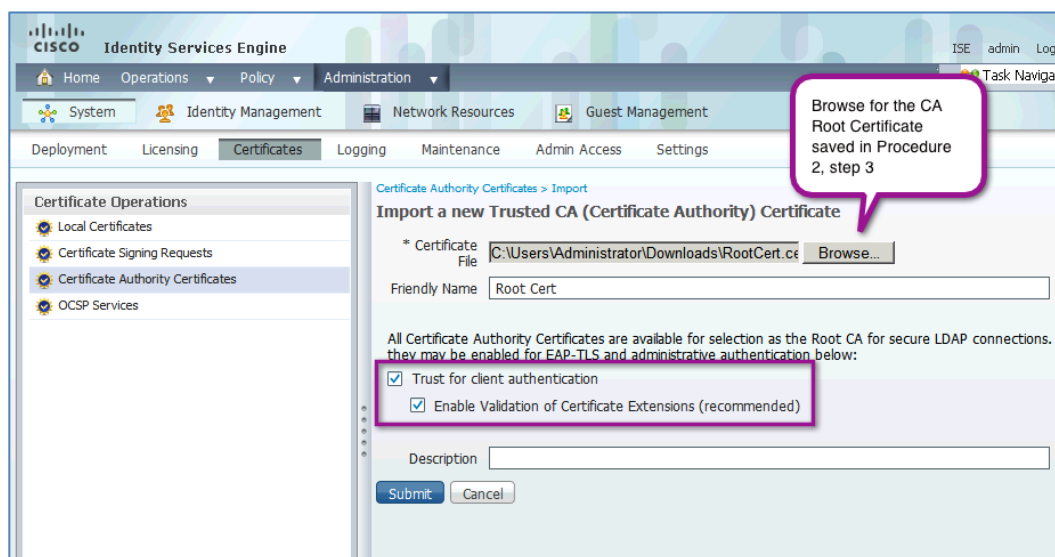 CISCO Identity Services Engine
ISE admin Log
Home Operations Policy Administration
Task Naviga
System Identity Management Network Resources Guest Management
Browse for the CA
Root Certificate
saved in Procedure
2, step 3
Deployment Licensing Certificates Logging Maintenance Admin Access Settings
Certificate Operations
Local Certificates
Certificate Signing Requests
Certificate Authority Certificates
OCSP Services
Certificate Authority Certificates > Import
Import a new Trusted CA (Certificate Authority) Certificate
* Certificate
File
C:\Users\Administrator\Downloads\RootCert.ce Browse...
Friendly Name Root Cert
All Certificate Authority Certificates are available for selection as the Root CA for secure LDAP connections.
they may be enabled for EAP-TLS and administrative authentication below:
Trust for client authentication
Enable Validation of Certificate Extensions (recommended)
Description
Submit Cancel